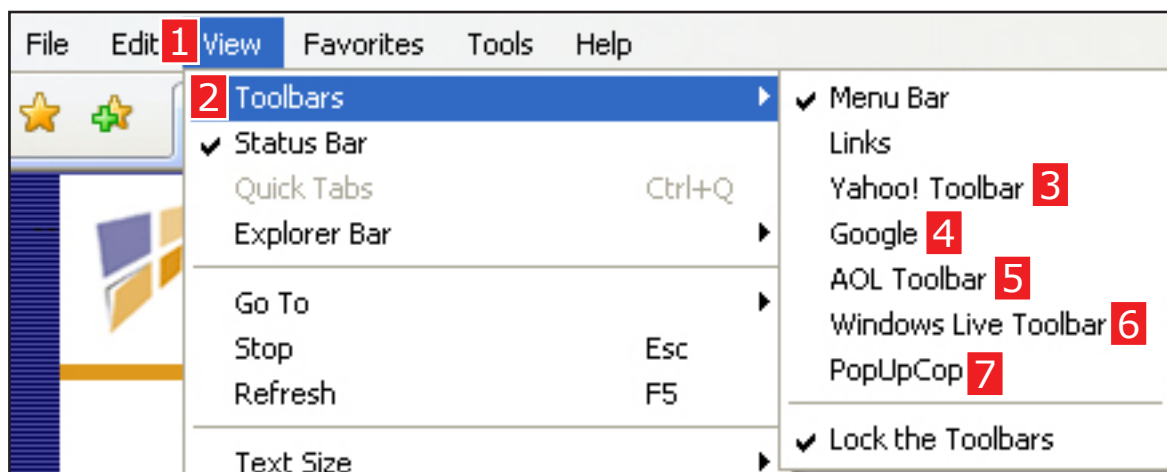 File Edit 1 View Favorites Tools Help
2 Toolbars
Status Bar
Quick Tabs Ctrl+Q
Explorer Bar
Go To
Stop Esc
Refresh F5
Text Size
Menu Bar
Links
Yahoo! Toolbar 3
Google 4
AOL Toolbar 5
Windows Live Toolbar 6
PopUpCop 7
Lock the Toolbars